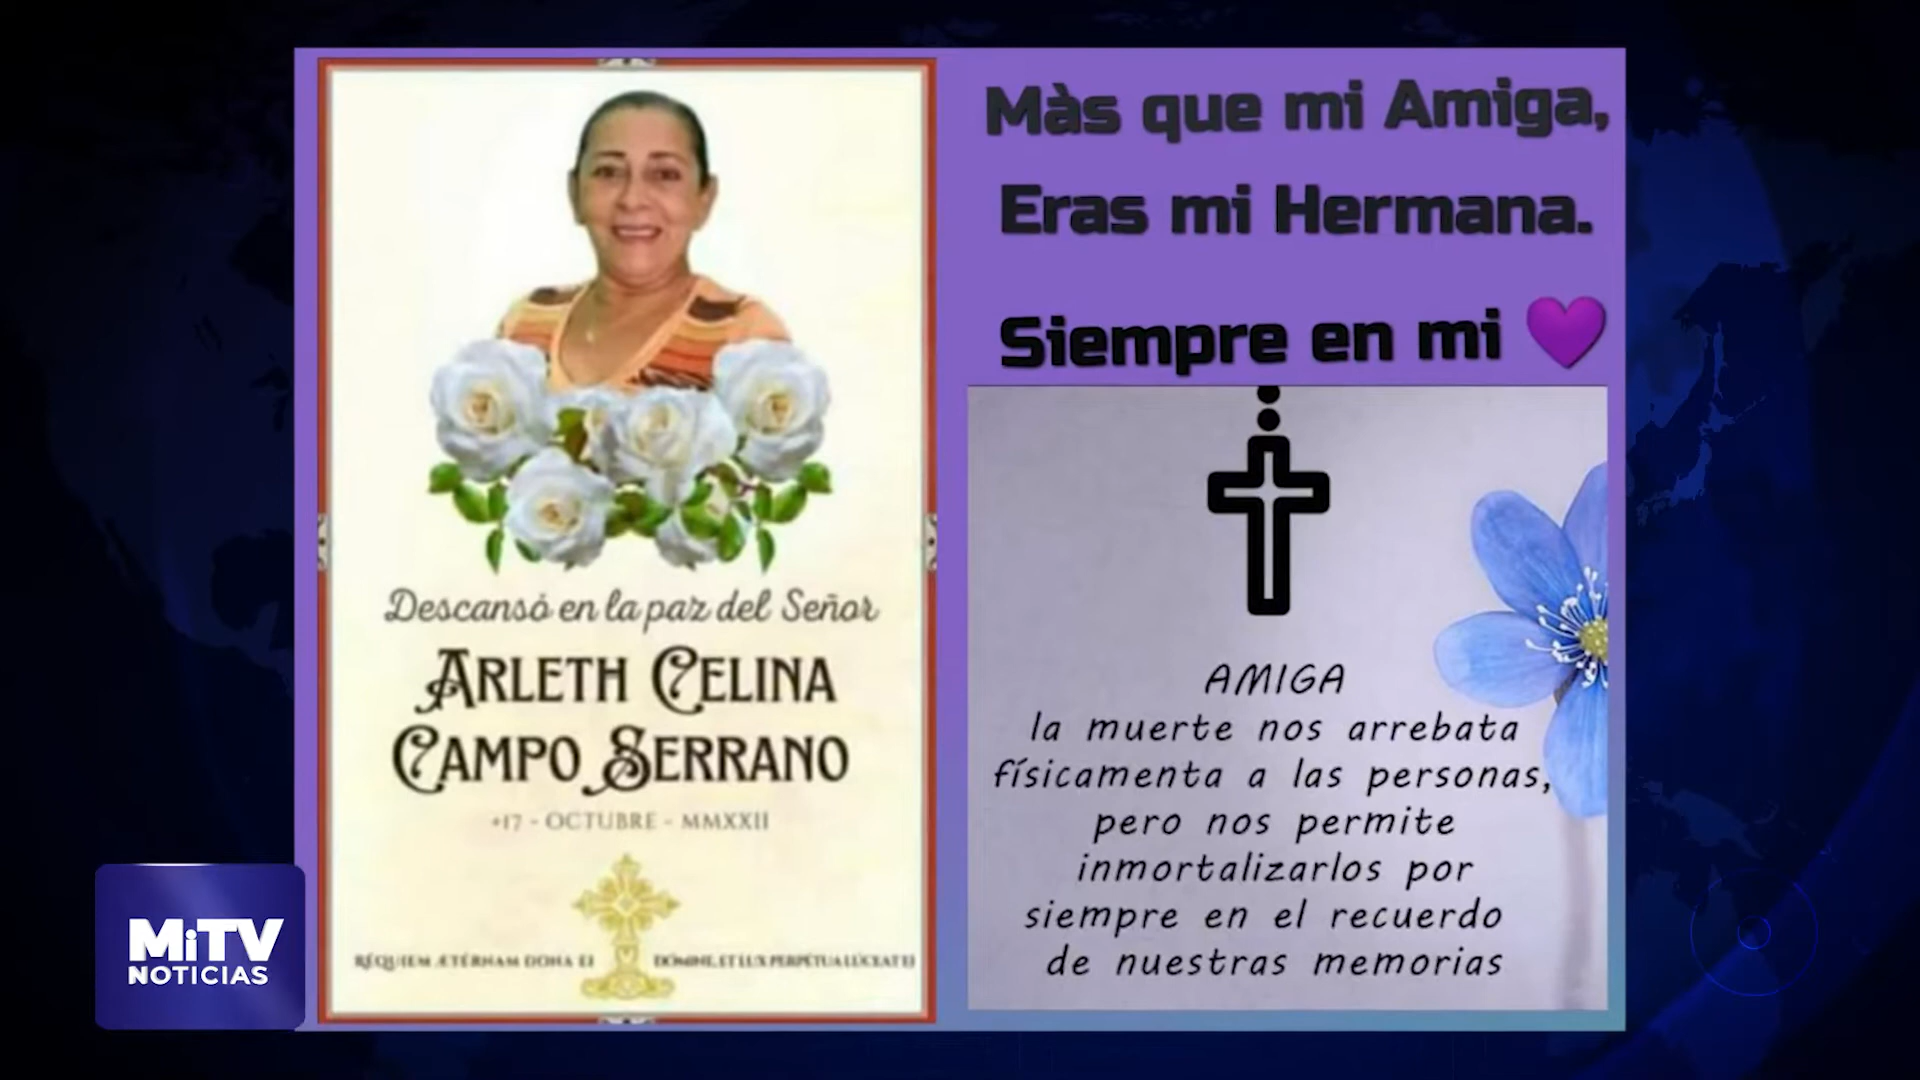 Descansó en la paz del Señor
ARLETH CELINA
CAMPO SERRANO
+17 - OCTUBRE - MMXXII
REQUIEM ÆTERNAM DONA EI DOMINE, ET LUX PERPETUA LUCEAT EI
Màs que mi Amiga,
Eras mi Hermana.
Siempre en mi 💜
AMIGA
la muerte nos arrebata
físicamenta a las personas,
pero nos permite
inmortalizarlos por
siempre en el recuerdo
de nuestras memorias
MiTV
NOTICIAS